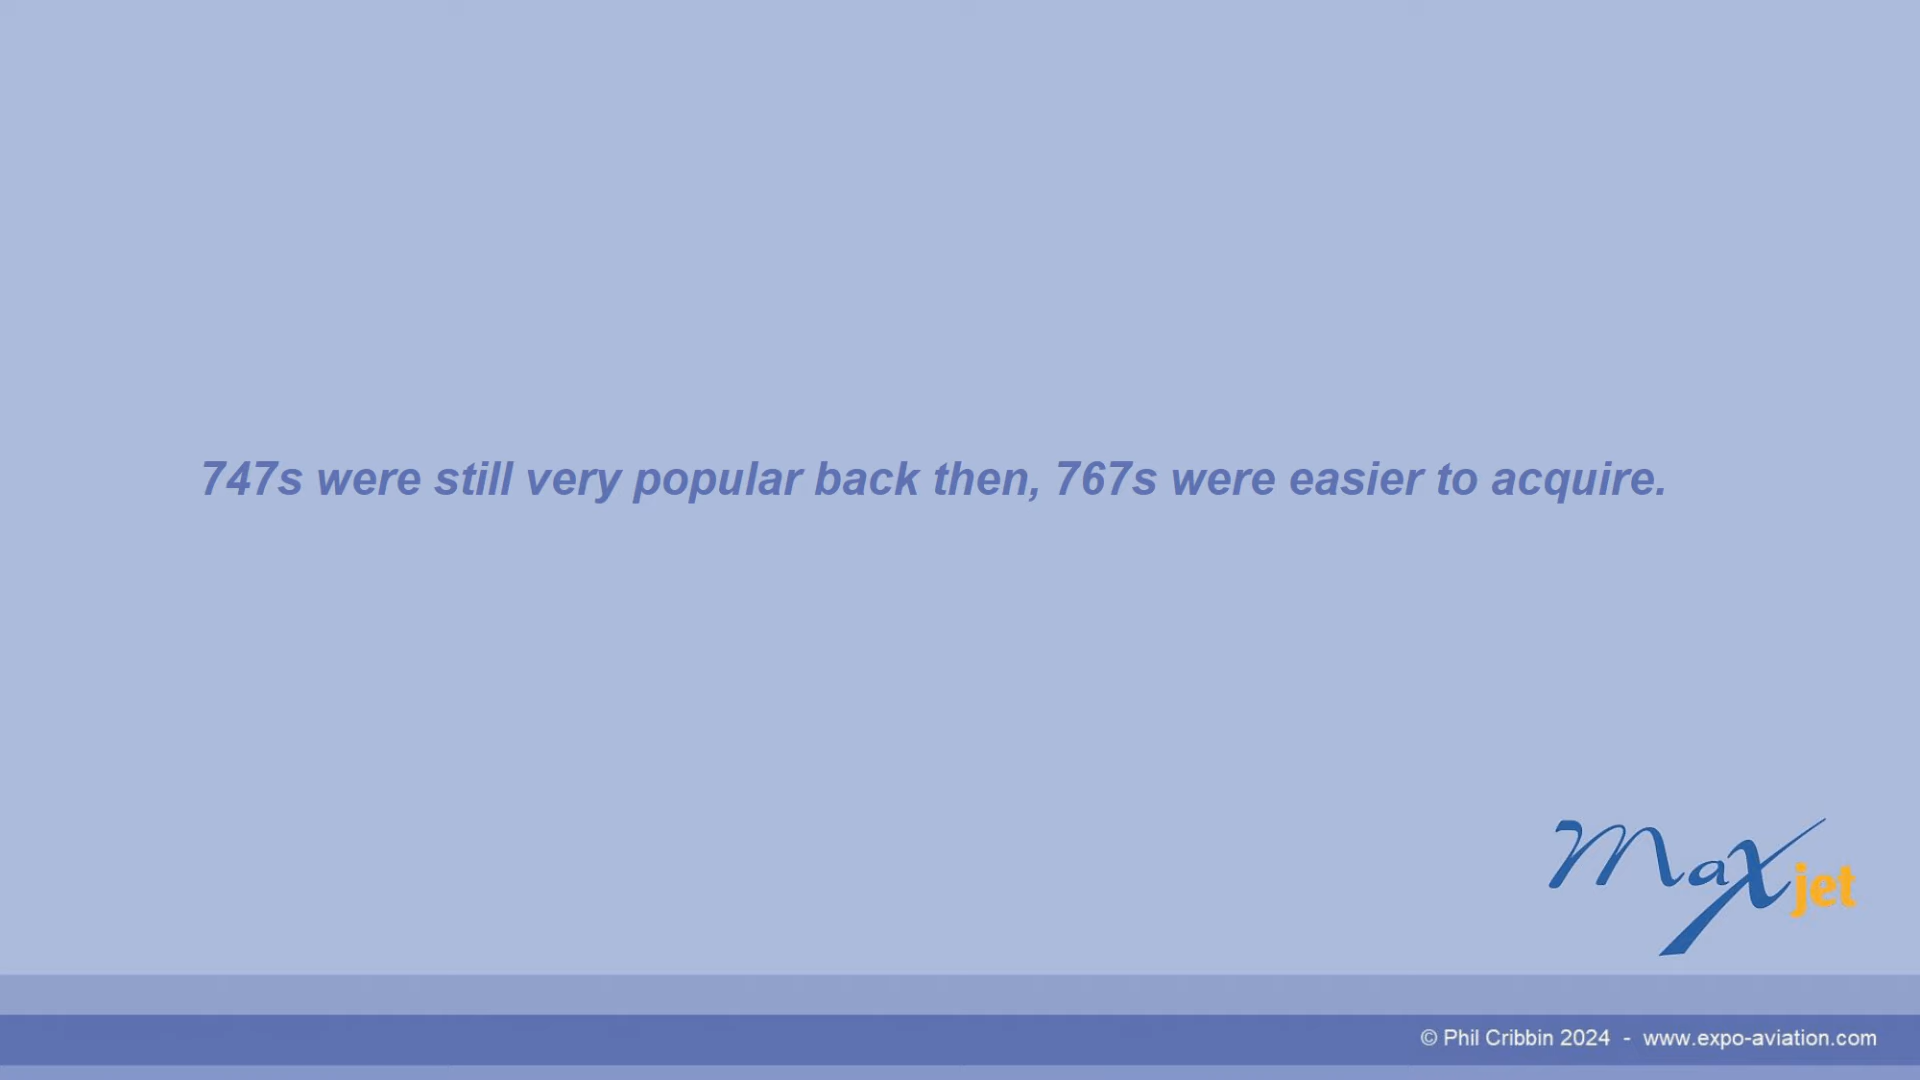 747s were still very popular back then, 767s were easier to acquire.
Maxjet
© Phil Cribbin 2024 - www.expo-aviation.com